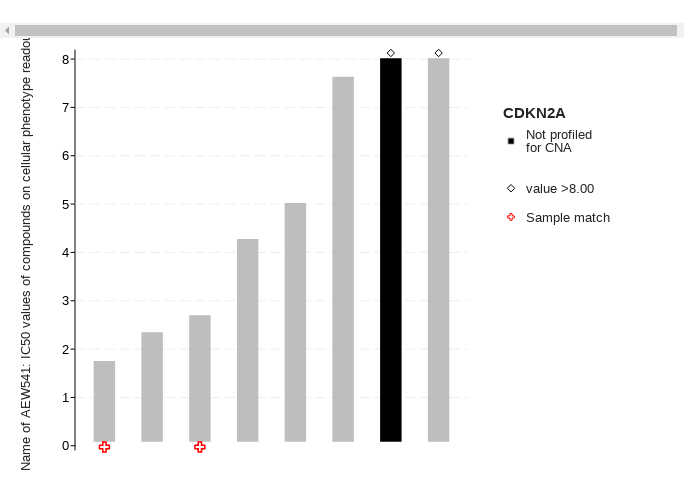 Name of AEW541: IC50 values of compounds on cellular phenotype
8
7
6
5
4
3
2
1
0
CDKN2A
Not profiled
for CNA
value >8.00
Sample match